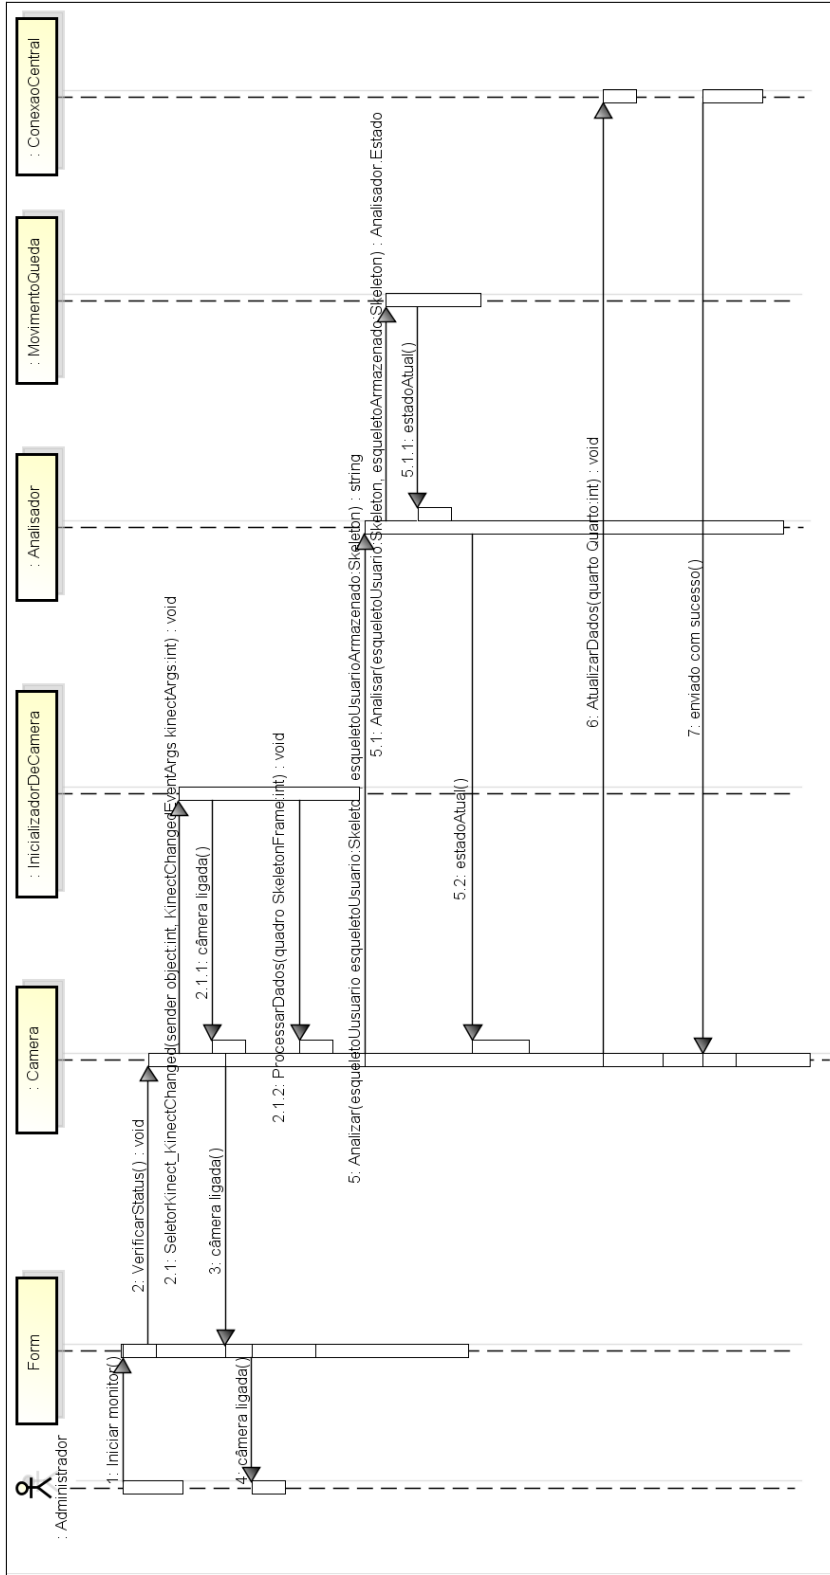 : Administrador
Form
: Camera
: InicializadorDeCamera
: Analisador
: MovimentoQueda
: ConexaoCentral
1: Iniciar monitor()
2: VerificarStatus() : void
2.1: SeletorKinect_KinectChanged(sender object:int, KinectChangedEventArgs kinectArgs:int) : void
2.1.1: câmera ligada()
3: câmera ligada()
4: câmera ligada()
2.1.2: ProcessarDados(quadro SkeletonFrame:int) : void
5: Analizar(esqueletoUusuario esqueletoUsuario:Skeleto esqueletoUsuarioArmazenado:Skeleton) : string
5.1: Analisar(esqueletoUsuario:Skeleton, esqueletoArmazenado:Skeleton) : Analisador.Estado
5.1.1: estadoAtual()
5.2: estadoAtual()
6: AtualizarDados(quarto Quarto:int) : void
7: enviado com sucesso()